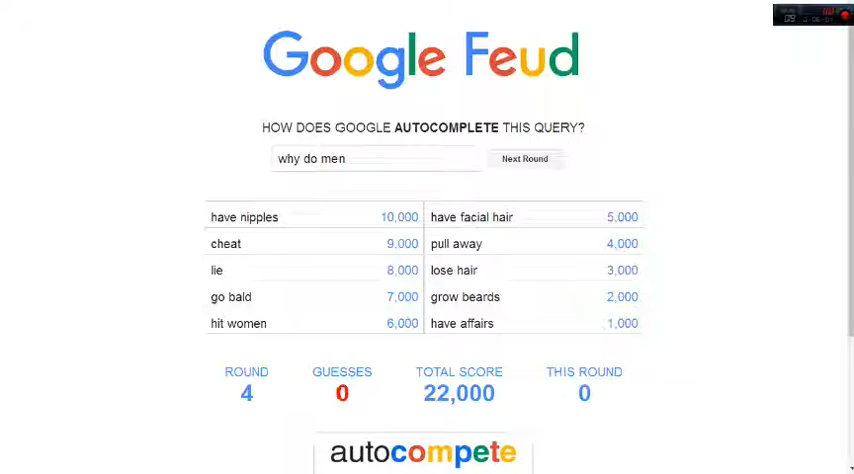 Google Feud
HOW DOES GOOGLE AUTOCOMPLETE THIS QUERY?
why do men
Next Round
have nipples 10,000 have facial hair 5,000
cheat 9,000 pull away 4,000
lie 8,000 lose hair 3,000
go bald 7,000 grow beards 2,000
hit women 6,000 have affairs 1,000
ROUND GUESSES TOTAL SCORE THIS ROUND
4 0 22,000 0
autocompete